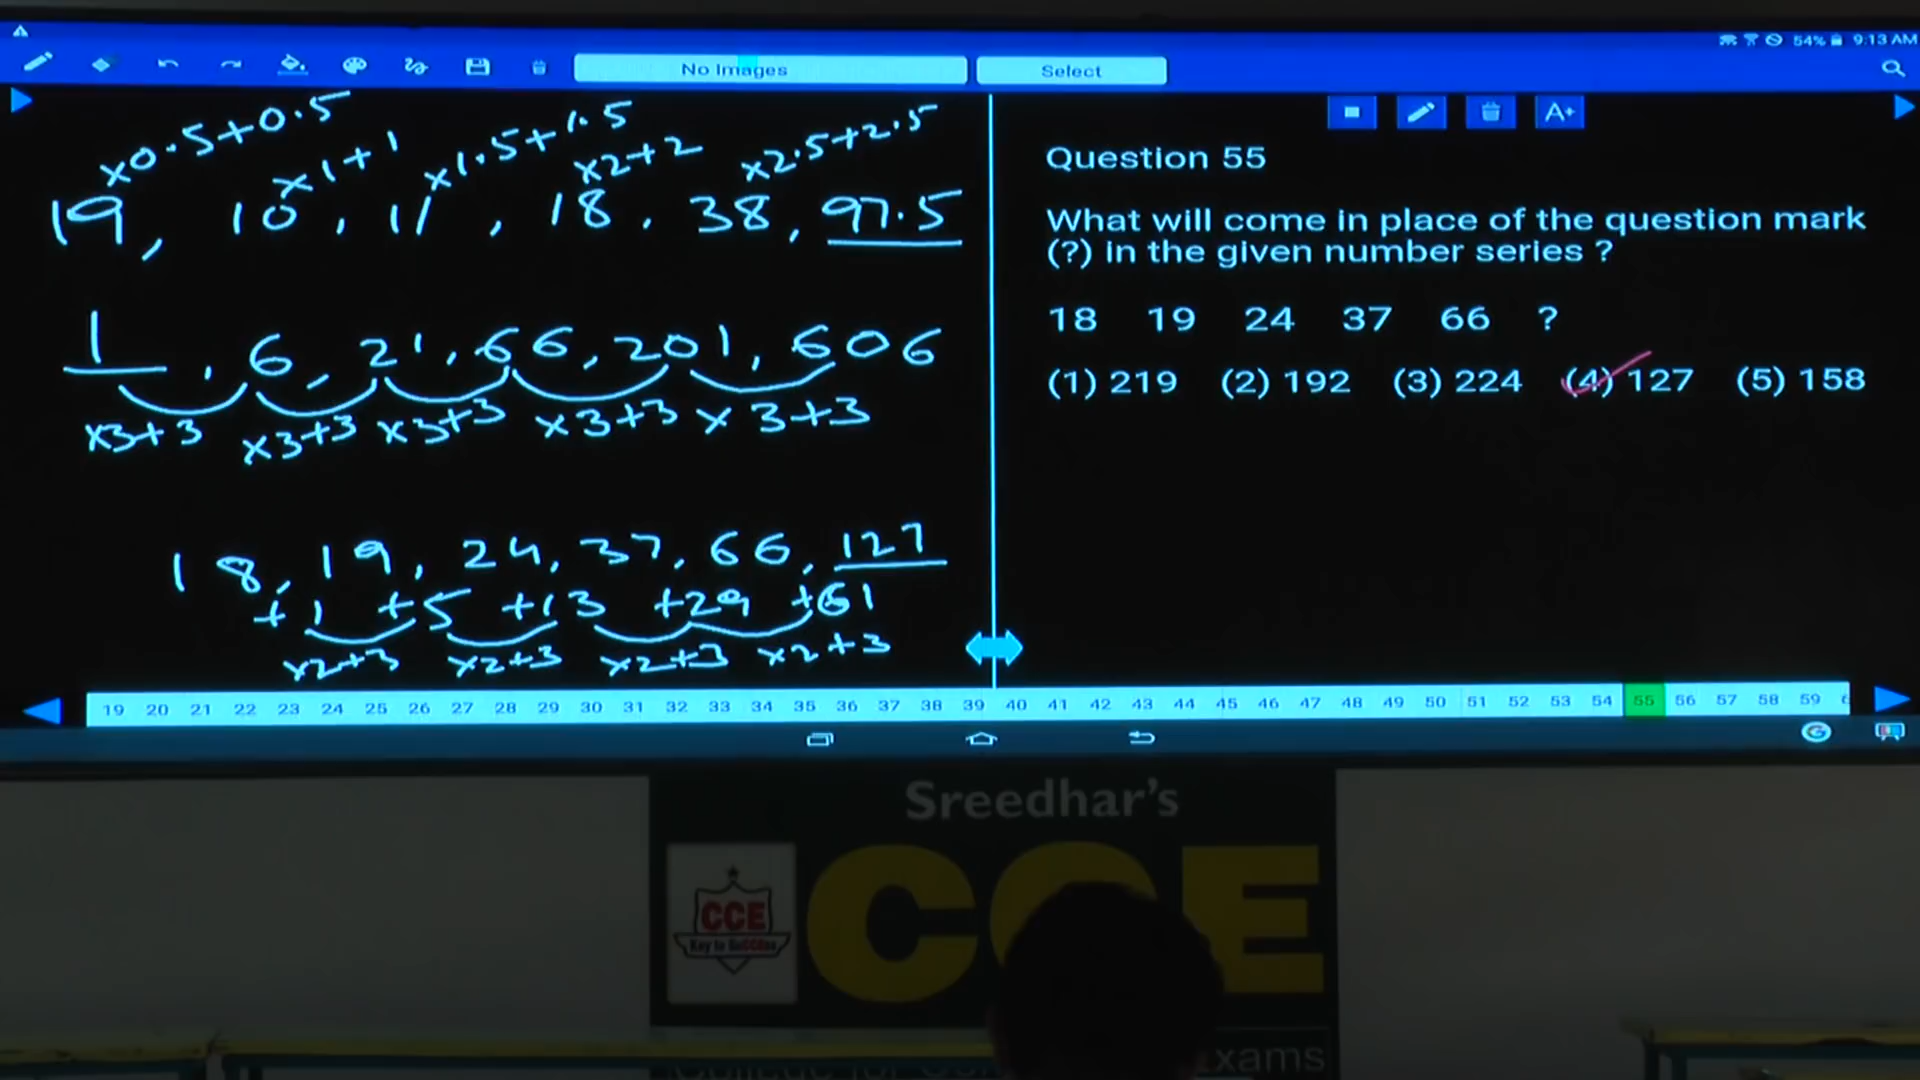 54% 9:13 AM
No Images Select
A+
×0.5+0.5 ×1+1 ×1.5+1.5 ×2+2 ×2.5+2.5
19, 10, 11, 18, 38, 97.5
1, 6, 21, 66, 201, 606
×3+3 ×3+3 ×3+3 ×3+3 ×3+3
18, 19, 24, 37, 66, 127
+1 +5 +13 +29 +61
×2+3 ×2+3 ×2+3 ×2+3
Question 55
What will come in place of the question mark
(?) in the given number series ?
18 19 24 37 66 ?
(1) 219 (2) 192 (3) 224 (4) 127 (5) 158
19 20 21 22 23 24 25 26 27 28 29 30 31 32 33 34 35 36 37 38 39 40 41 42 43 44 45 46 47 48 49 50 51 52 53 54 55 56 57 58 59
Sreedhar's
CCE
CCE
Key to SuCCEss